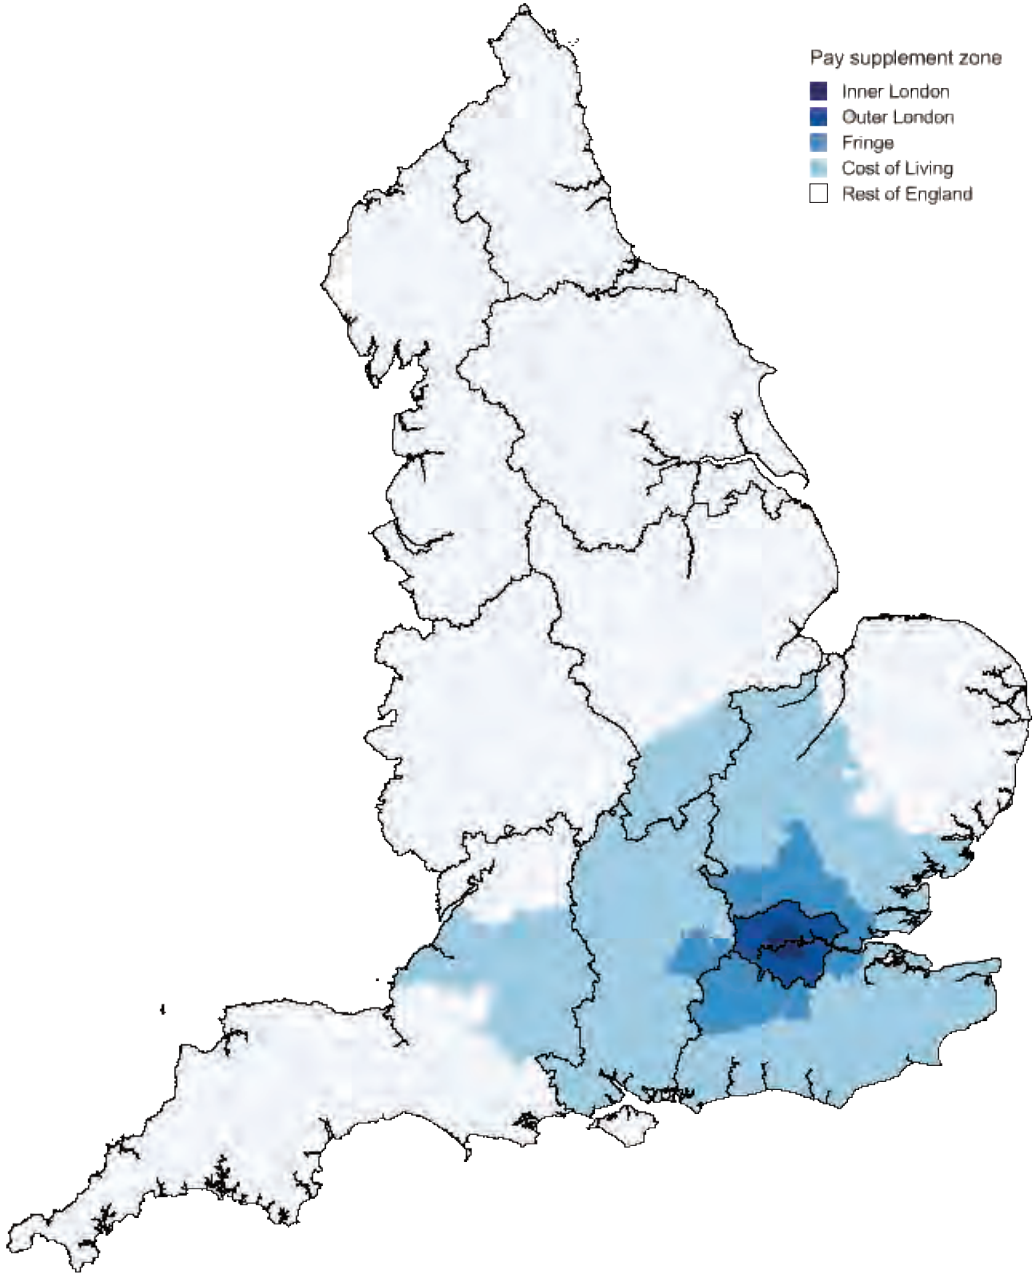 Pay supplement zone
Inner London
Outer London
Fringe
Cost of Living
Rest of England